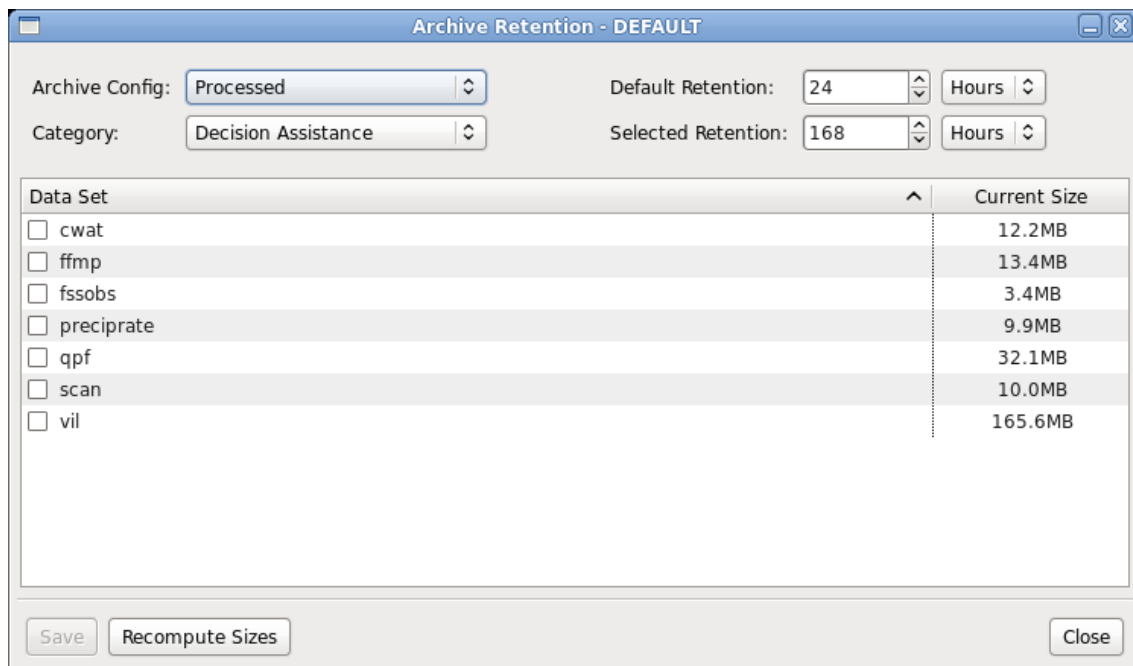 Archive Retention - DEFAULT
Archive Config: Processed Default Retention: 24 Hours
Category: Decision Assistance Selected Retention: 168 Hours
Data Set Current Size
cwat 12.2MB
ffmp 13.4MB
fssobs 3.4MB
preciprate 9.9MB
qpf 32.1MB
scan 10.0MB
vil 165.6MB
Save Recompute Sizes Close